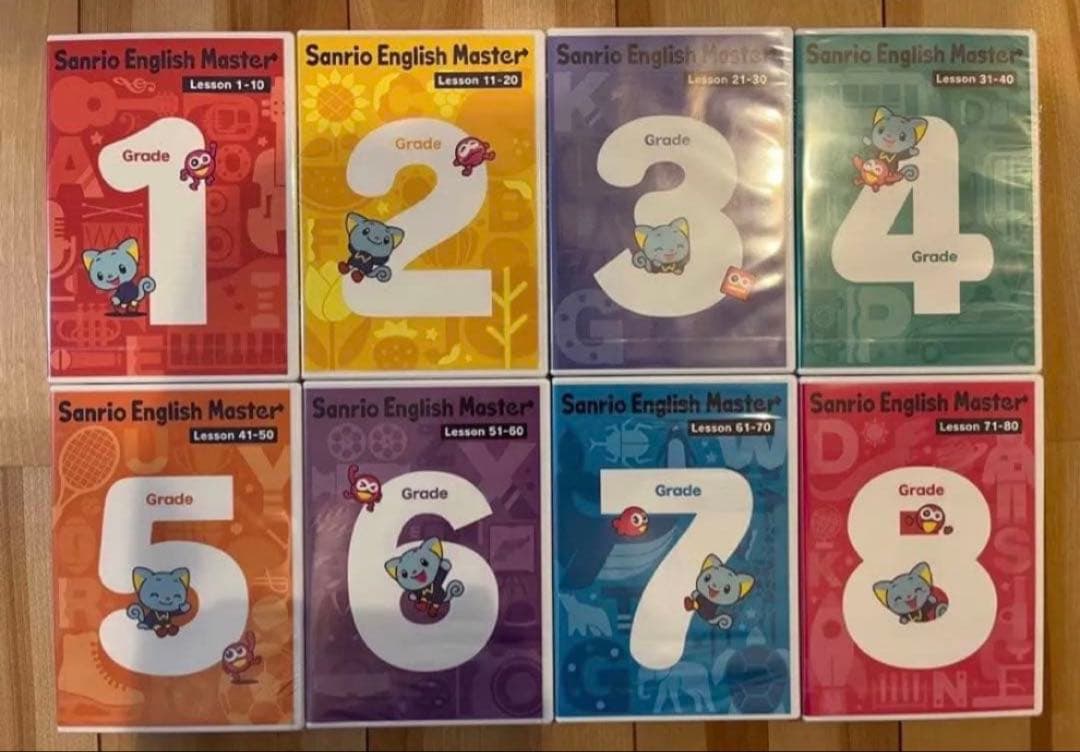 Sanrio English Master
Lesson 1-10
Grade
1
Sanrio English Master
Lesson 11-20
Grade
2
Sanrio English Master
Lesson 21-30
Grade
3
Sanrio English Master
Lesson 31-40
Grade
4
Sanrio English Master
Lesson 41-50
Grade
5
Sanrio English Master
Lesson 51-60
Grade
6
Sanrio English Master
Lesson 61-70
Grade
7
Sanrio English Master
Lesson 71-80
Grade
8